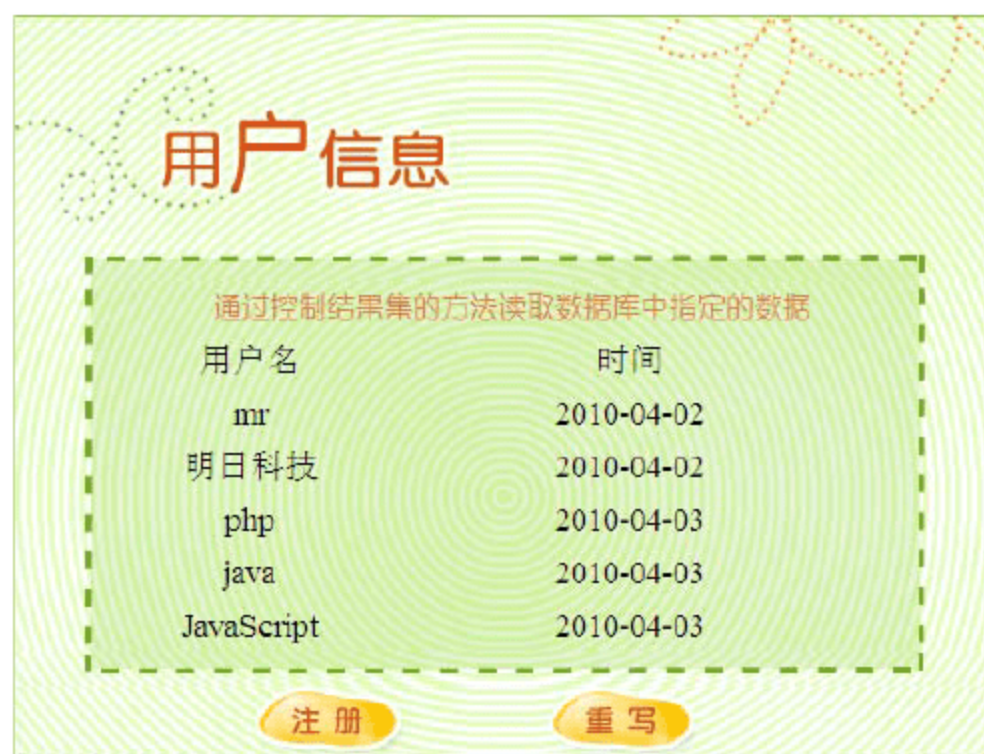 用户信息
通过控制结果集的方法读取数据库中指定的数据
用户名 时间
mr 2010-04-02
明日科技 2010-04-02
php 2010-04-03
java 2010-04-03
JavaScript 2010-04-03
注 册 重 写